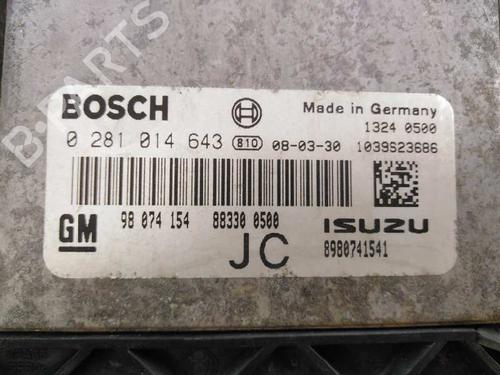 B-PARTS
BOSCH
Made in Germany
1324 0500
0 281 014 643 810 08-03-30 1039S23686
GM 98 074 154 88330 0500 ISUZU
JC 8980741541